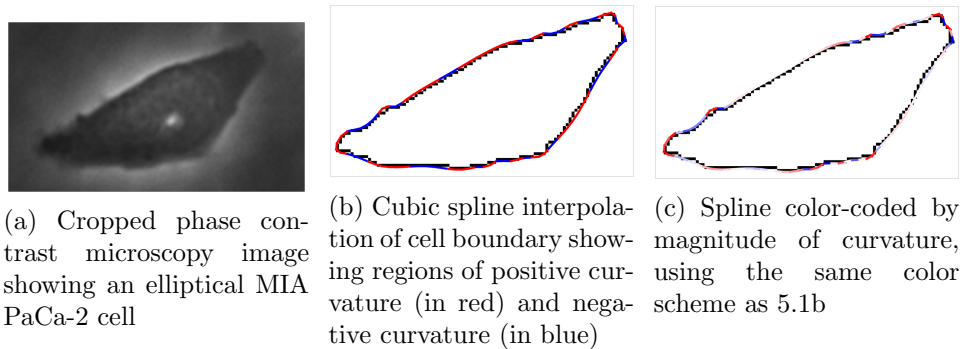 (a) Cropped phase con-
trast microscopy image
showing an elliptical MIA
PaCa-2 cell
(b) Cubic spline interpola-
tion of cell boundary show-
ing regions of positive cur-
vature (in red) and nega-
tive curvature (in blue)
(c) Spline color-coded by
magnitude of curvature,
using the same color
scheme as 5.1b